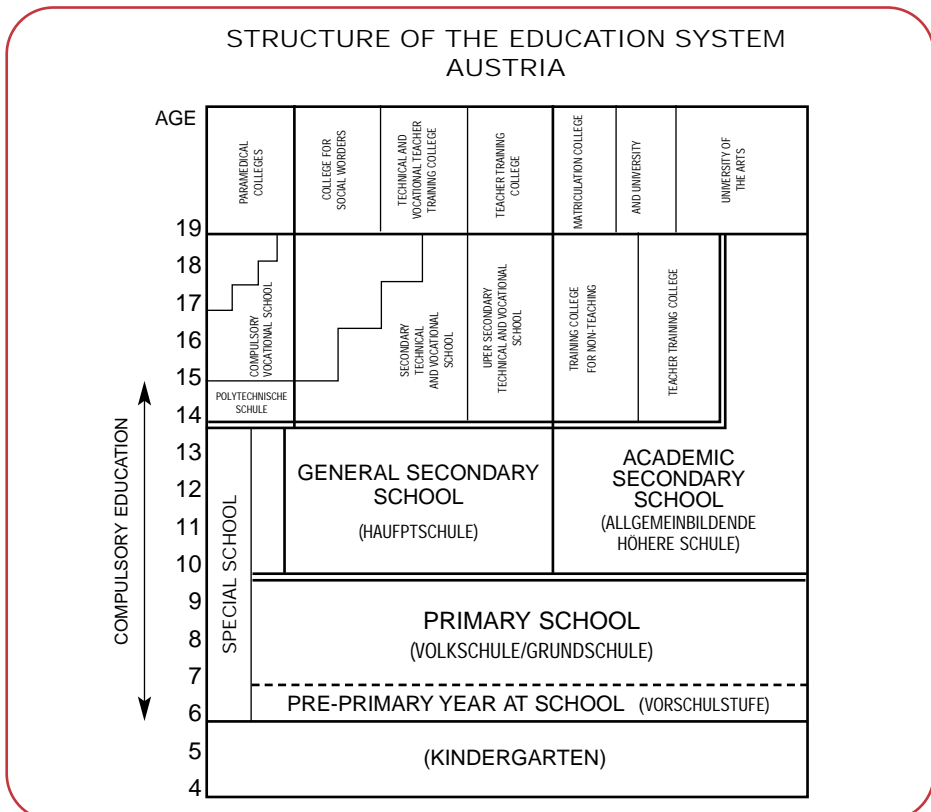 STRUCTURE OF THE EDUCATION SYSTEM
AUSTRIA
AGE
PARAMEDICAL
COLLEGES
COLLEGE FOR
SOCIAL WORDERS
TECHNICAL AND
VOCATIONAL TEACHER
TRAINING COLLEGE
TEACHER TRAINING
COLLEGE
MATRICULATION COLLEGE
AND UNIVERSITY
UNIVERSITY OF
THE ARTS
19
18
17
16
15
14
13
12
11
10
9
8
7
6
5
4
COMPULSORY EDUCATION
COMPULSORY
VOCATIONAL SCHOOL
POLYTECHNISCHE
SCHULE
SECONDARY
TECHNICAL
AND VOCATIONAL
SCHOOL
UPER SECONDARY
TECHNICAL AND VOCATIONAL
SCHOOL
TRAINING COLLEGE
FOR NON-TEACHING
TEACHER TRAINING COLLEGE
SPECIAL SCHOOL
GENERAL SECONDARY
SCHOOL
(HAUFPTSCHULE)
ACADEMIC
SECONDARY
SCHOOL
(ALLGEMEINBILDENDE
HÖHERE SCHULE)
PRIMARY SCHOOL
(VOLKSCHULE/GRUNDSCHULE)
PRE-PRIMARY YEAR AT SCHOOL (VORSCHULSTUFE)
(KINDERGARTEN)